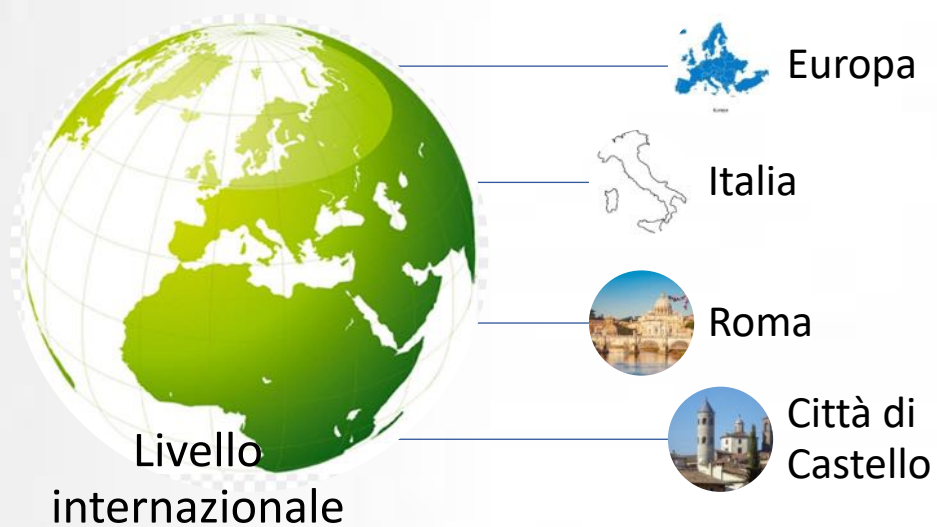 Europa
Italia
Roma
Città di
Castello
Livello
internazionale